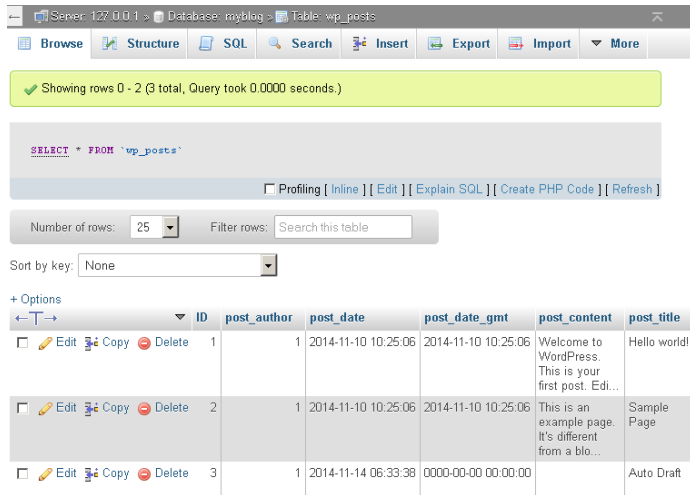 Server: 127.0.0.1 » Database: myblog » Table: wp_posts
Browse Structure SQL Search Insert Export Import More
Showing rows 0 - 2 (3 total, Query took 0.0000 seconds.)
SELECT * FROM `wp_posts`
Profiling [ Inline ] [ Edit ] [ Explain SQL ] [ Create PHP Code ] [ Refresh ]
Number of rows: 25 Filter rows: Search this table
Sort by key: None
+ Options
←T→ ID post_author post_date post_date_gmt post_content post_title
Edit Copy Delete 1 1 2014-11-10 10:25:06 2014-11-10 10:25:06 Welcome to Hello world!
WordPress.
This is your
first post. Edi...
Edit Copy Delete 2 1 2014-11-10 10:25:06 2014-11-10 10:25:06 This is an Sample
example page. Page
It's different
from a blo...
Edit Copy Delete 3 1 2014-11-14 06:33:38 0000-00-00 00:00:00 Auto Draft